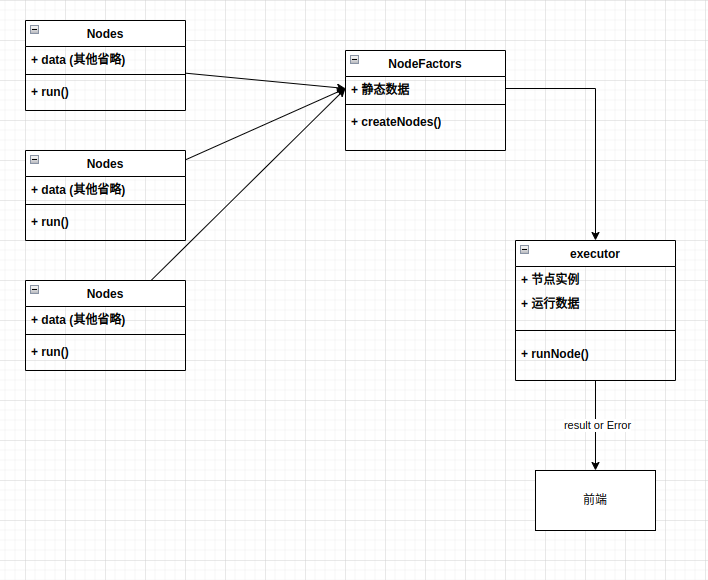 Nodes
+ data (其他省略)
+ run()
Nodes
+ data (其他省略)
+ run()
Nodes
+ data (其他省略)
+ run()
NodeFactors
+ 静态数据
+ createNodes()
executor
+ 节点实例
+ 运行数据
+ runNode()
result or Error
前端